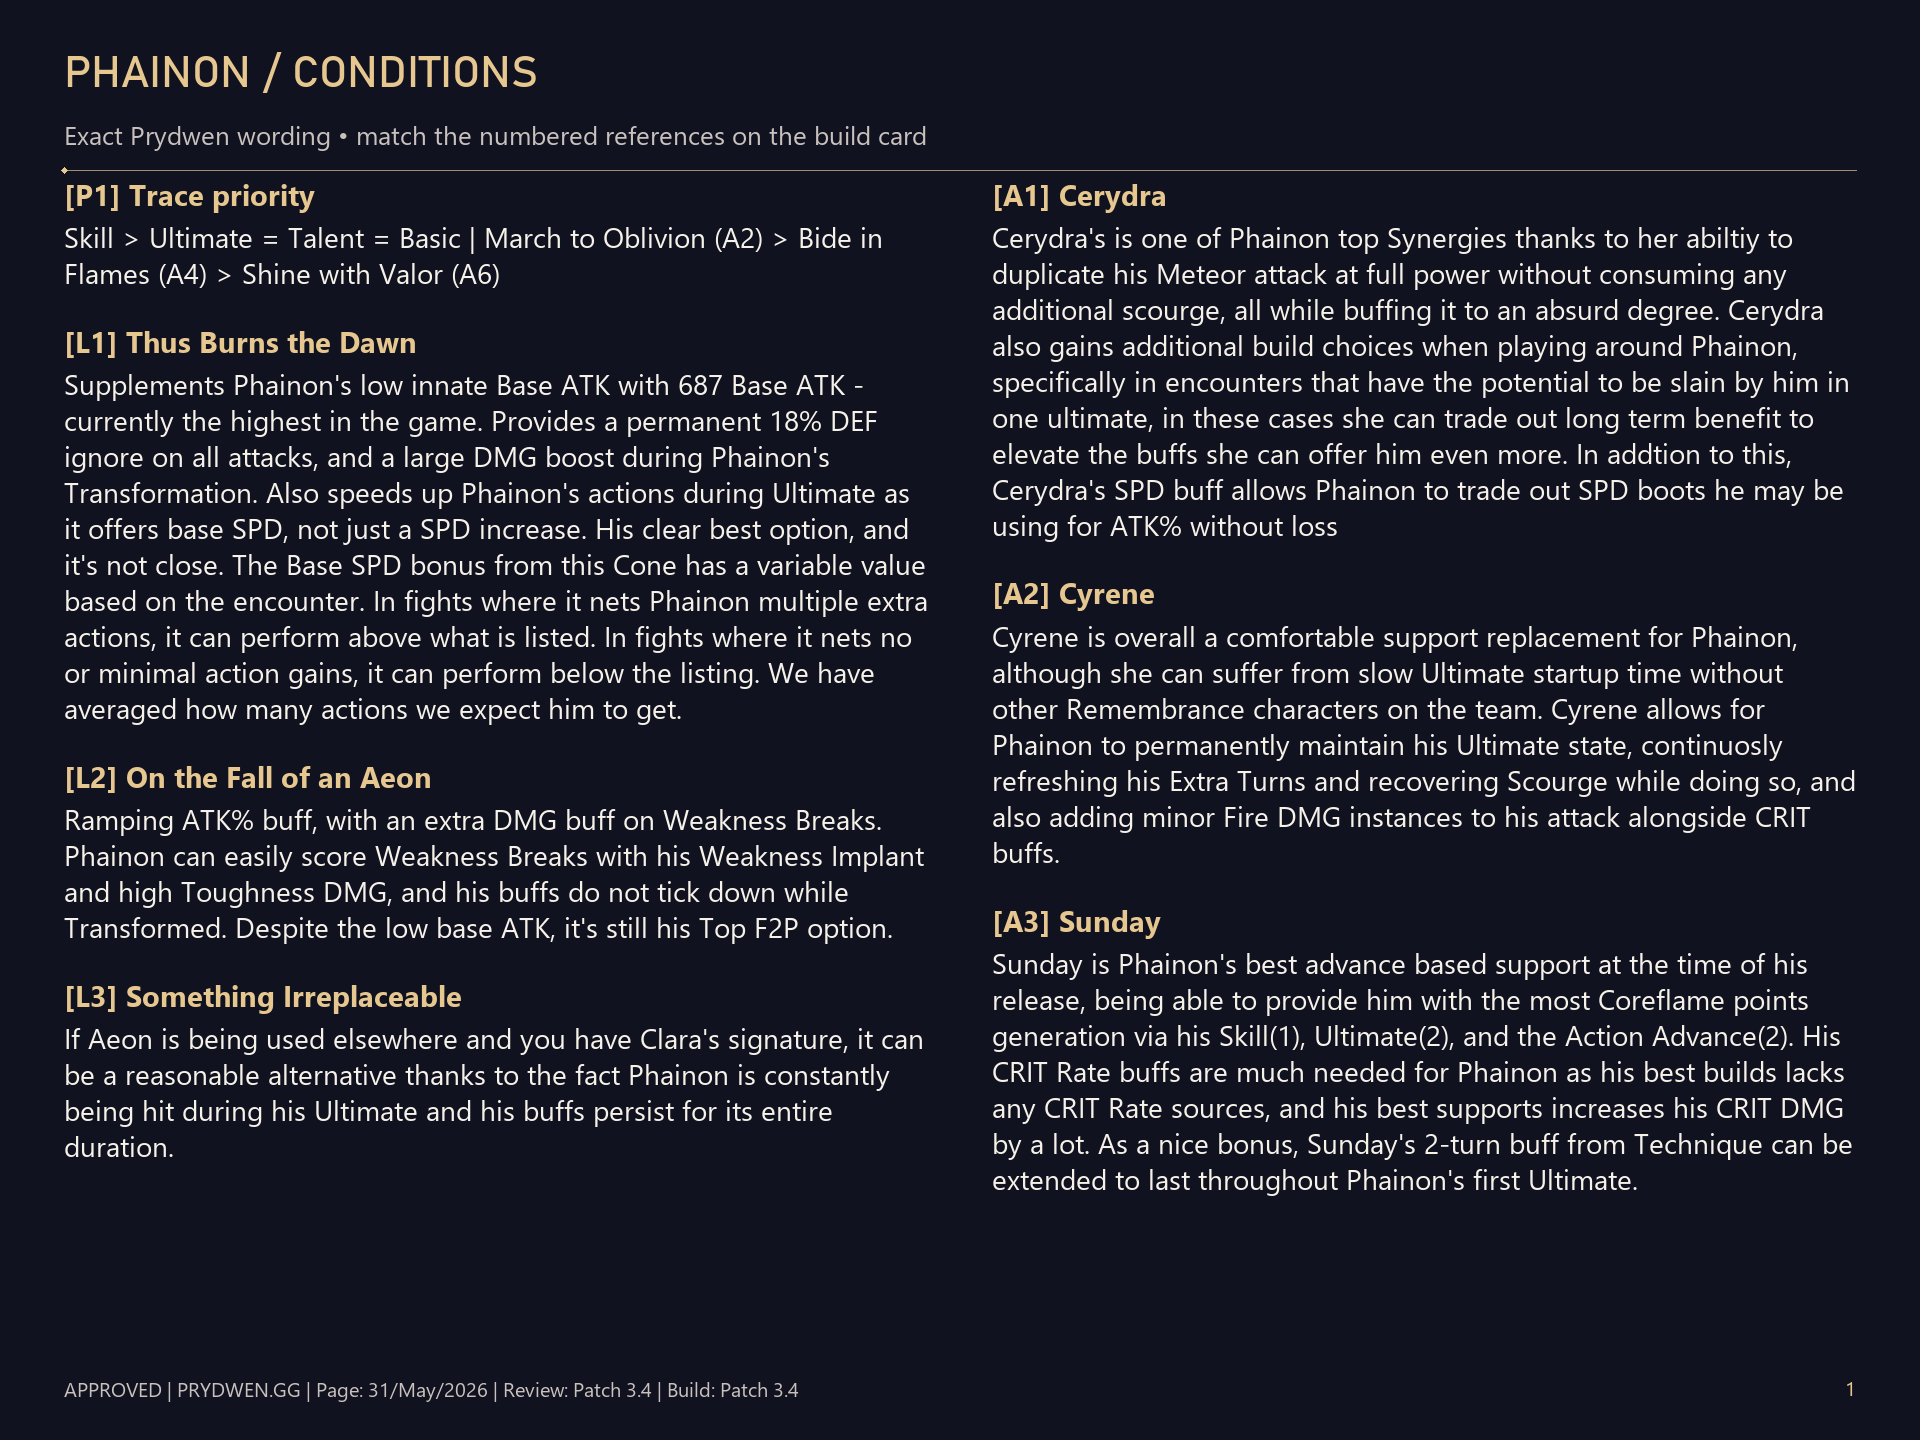 PHAINON / CONDITIONS
Exact Prydwen wording • match the numbered references on the build card
[P1] Trace priority
Skill > Ultimate = Talent = Basic | March to Oblivion (A2) > Bide in
Flames (A4) > Shine with Valor (A6)
[L1] Thus Burns the Dawn
Supplements Phainon's low innate Base ATK with 687 Base ATK -
currently the highest in the game. Provides a permanent 18% DEF
ignore on all attacks, and a large DMG boost during Phainon's
Transformation. Also speeds up Phainon's actions during Ultimate as
it offers base SPD, not just a SPD increase. His clear best option, and
it's not close. The Base SPD bonus from this Cone has a variable value
based on the encounter. In fights where it nets Phainon multiple extra
actions, it can perform above what is listed. In fights where it nets no
or minimal action gains, it can perform below the listing. We have
averaged how many actions we expect him to get.
[L2] On the Fall of an Aeon
Ramping ATK% buff, with an extra DMG buff on Weakness Breaks.
Phainon can easily score Weakness Breaks with his Weakness Implant
and high Toughness DMG, and his buffs do not tick down while
Transformed. Despite the low base ATK, it's still his Top F2P option.
[L3] Something Irreplaceable
If Aeon is being used elsewhere and you have Clara's signature, it can
be a reasonable alternative thanks to the fact Phainon is constantly
being hit during his Ultimate and his buffs persist for its entire
duration.
[A1] Cerydra
Cerydra's is one of Phainon top Synergies thanks to her abiltiy to
duplicate his Meteor attack at full power without consuming any
additional scourge, all while buffing it to an absurd degree. Cerydra
also gains additional build choices when playing around Phainon,
specifically in encounters that have the potential to be slain by him in
one ultimate, in these cases she can trade out long term benefit to
elevate the buffs she can offer him even more. In addtion to this,
Cerydra's SPD buff allows Phainon to trade out SPD boots he may be
using for ATK% without loss
[A2] Cyrene
Cyrene is overall a comfortable support replacement for Phainon,
although she can suffer from slow Ultimate startup time without
other Remembrance characters on the team. Cyrene allows for
Phainon to permanently maintain his Ultimate state, continuosly
refreshing his Extra Turns and recovering Scourge while doing so, and
also adding minor Fire DMG instances to his attack alongside CRIT
buffs.
[A3] Sunday
Sunday is Phainon's best advance based support at the time of his
release, being able to provide him with the most Coreflame points
generation via his Skill(1), Ultimate(2), and the Action Advance(2). His
CRIT Rate buffs are much needed for Phainon as his best builds lacks
any CRIT Rate sources, and his best supports increases his CRIT DMG
by a lot. As a nice bonus, Sunday's 2-turn buff from Technique can be
extended to last throughout Phainon's first Ultimate.
APPROVED | PRYDWEN.GG | Page: 31/May/2026 | Review: Patch 3.4 | Build: Patch 3.4
1